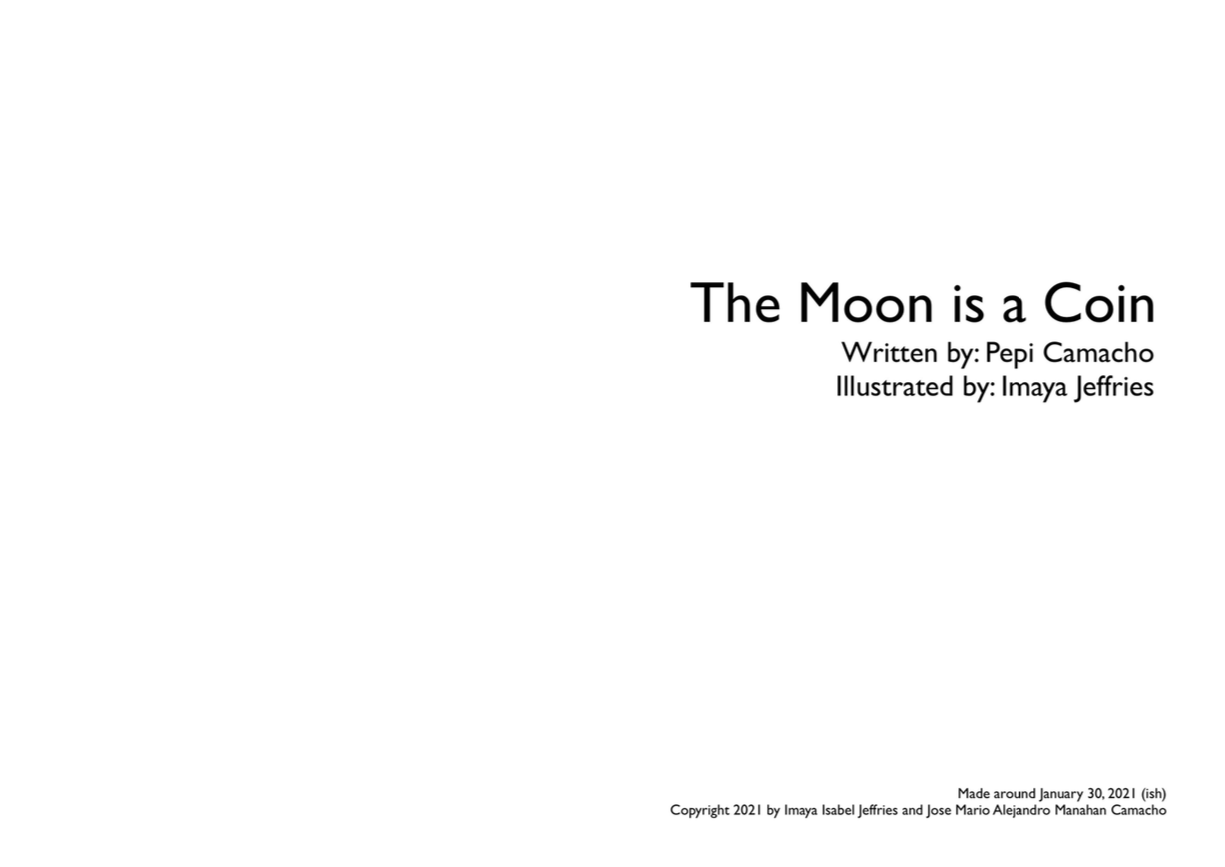 The Moon is a Coin
Written by: Pepi Camacho
Illustrated by: Imaya Jeffries
Made around January 30, 2021 (ish)
Copyright 2021 by Imaya Isabel Jeffries and Jose Mario Alejandro Manahan Camacho